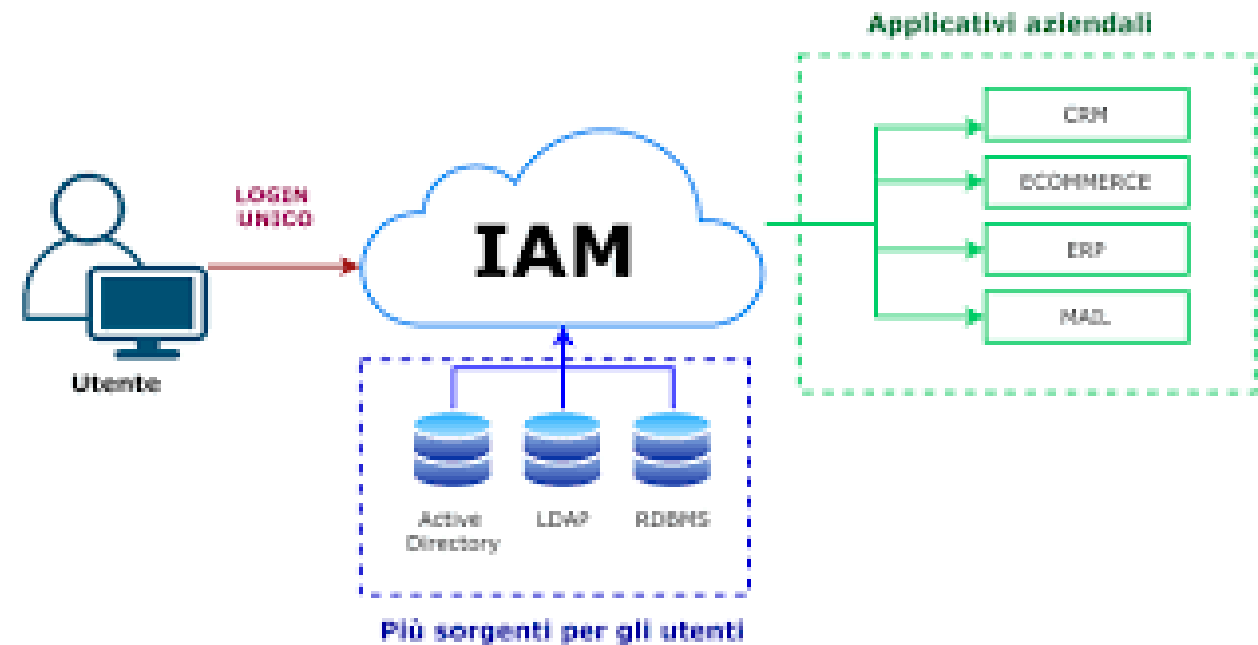 Applicativi aziendali
CRM
ECOMMERCE
ERP
MAIL
LOGIN
UNICO
IAM
Utente
Active
Directory
LDAP
RDBMS
Più sorgenti per gli utenti